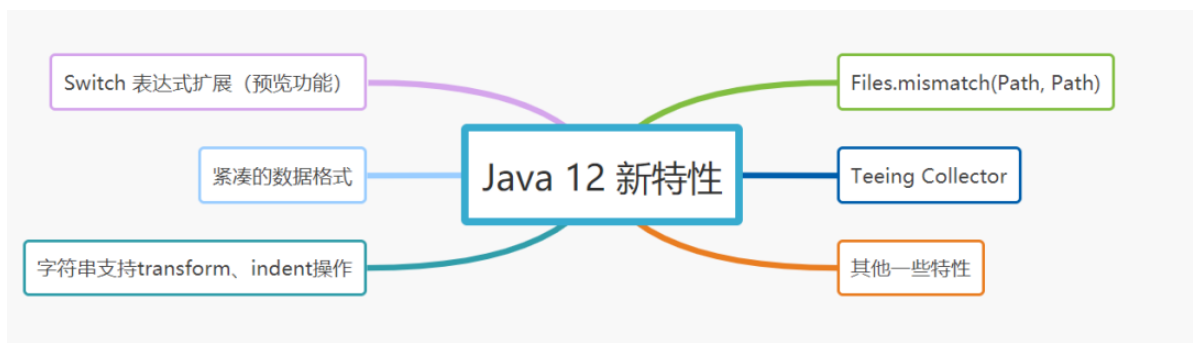 Switch 表达式扩展（预览功能）
紧凑的数据格式
字符串支持transform、indent操作
Java 12 新特性
Files.mismatch(Path, Path)
Teeing Collector
其他一些特性